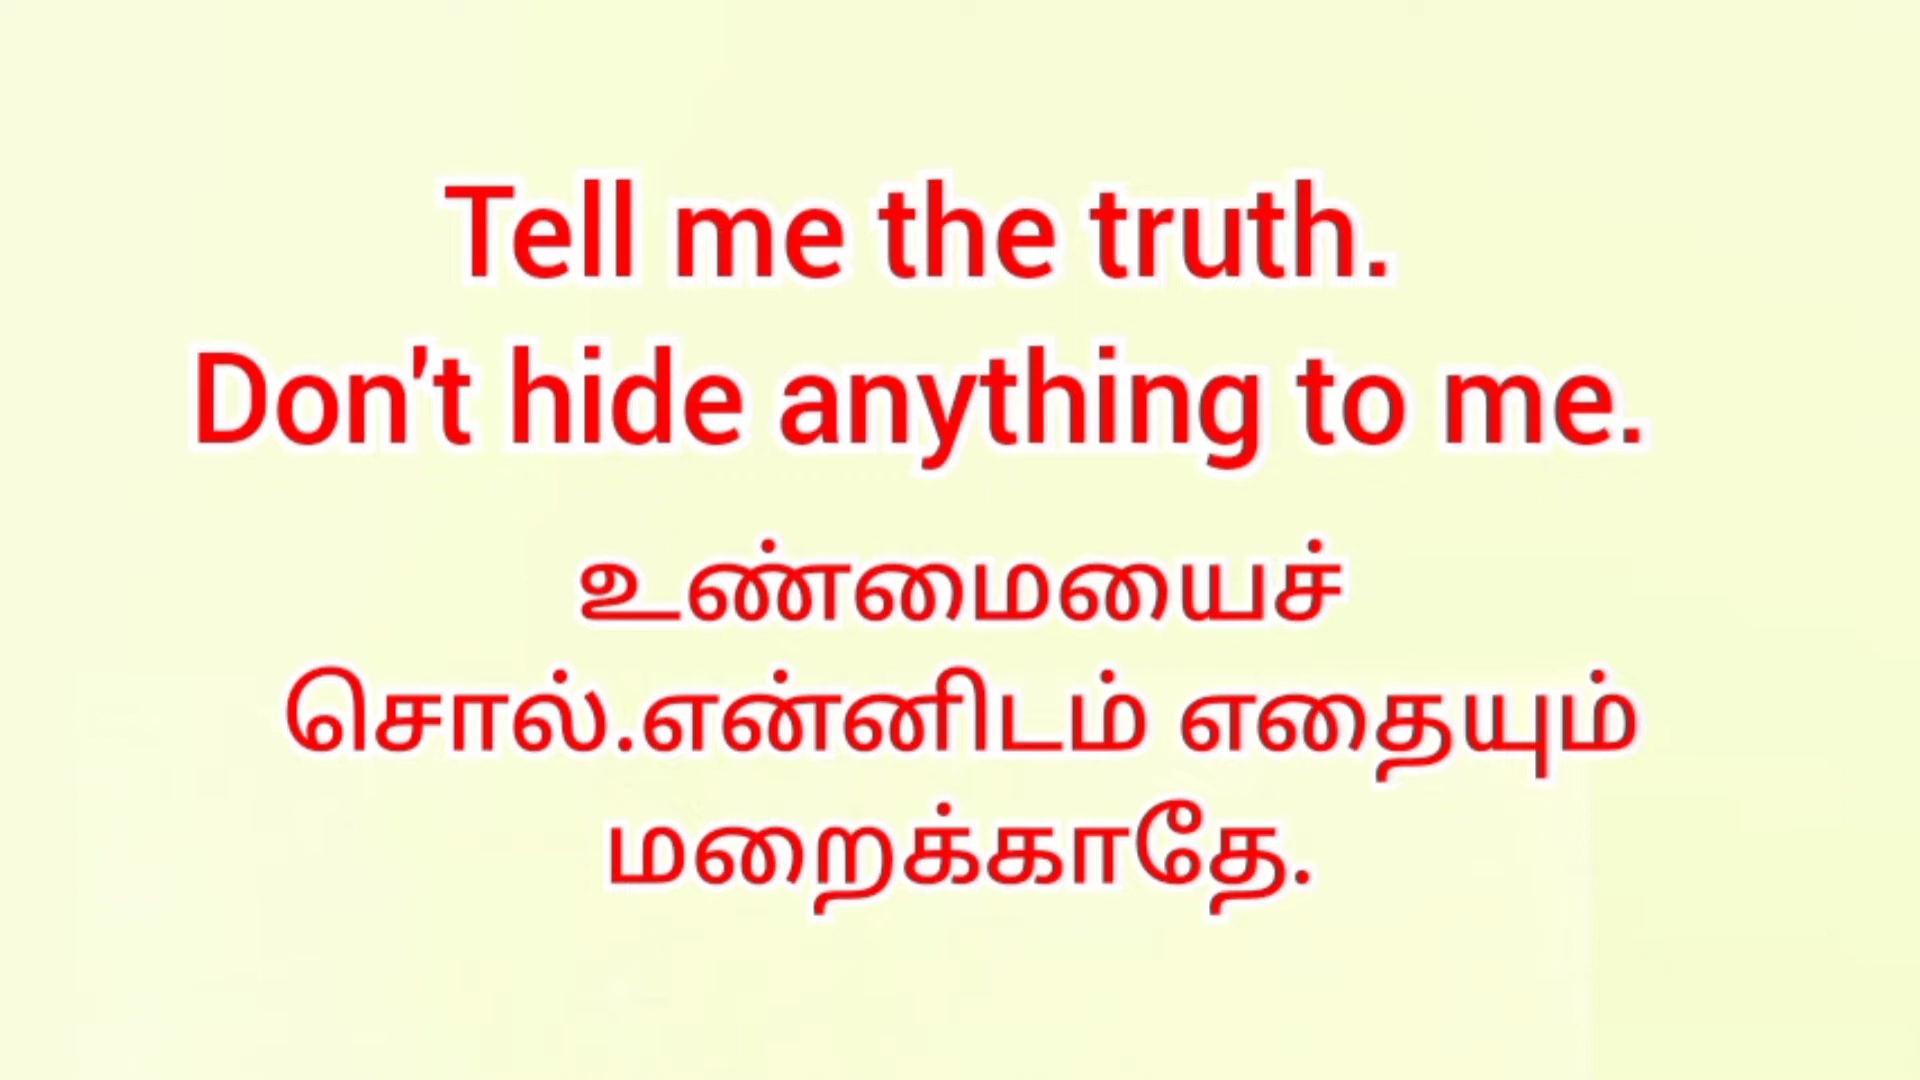 Tell me the truth.
Don't hide anything to me.
உண்மையைச்
சொல்.என்னிடம் எதையும்
மறைக்காதே.